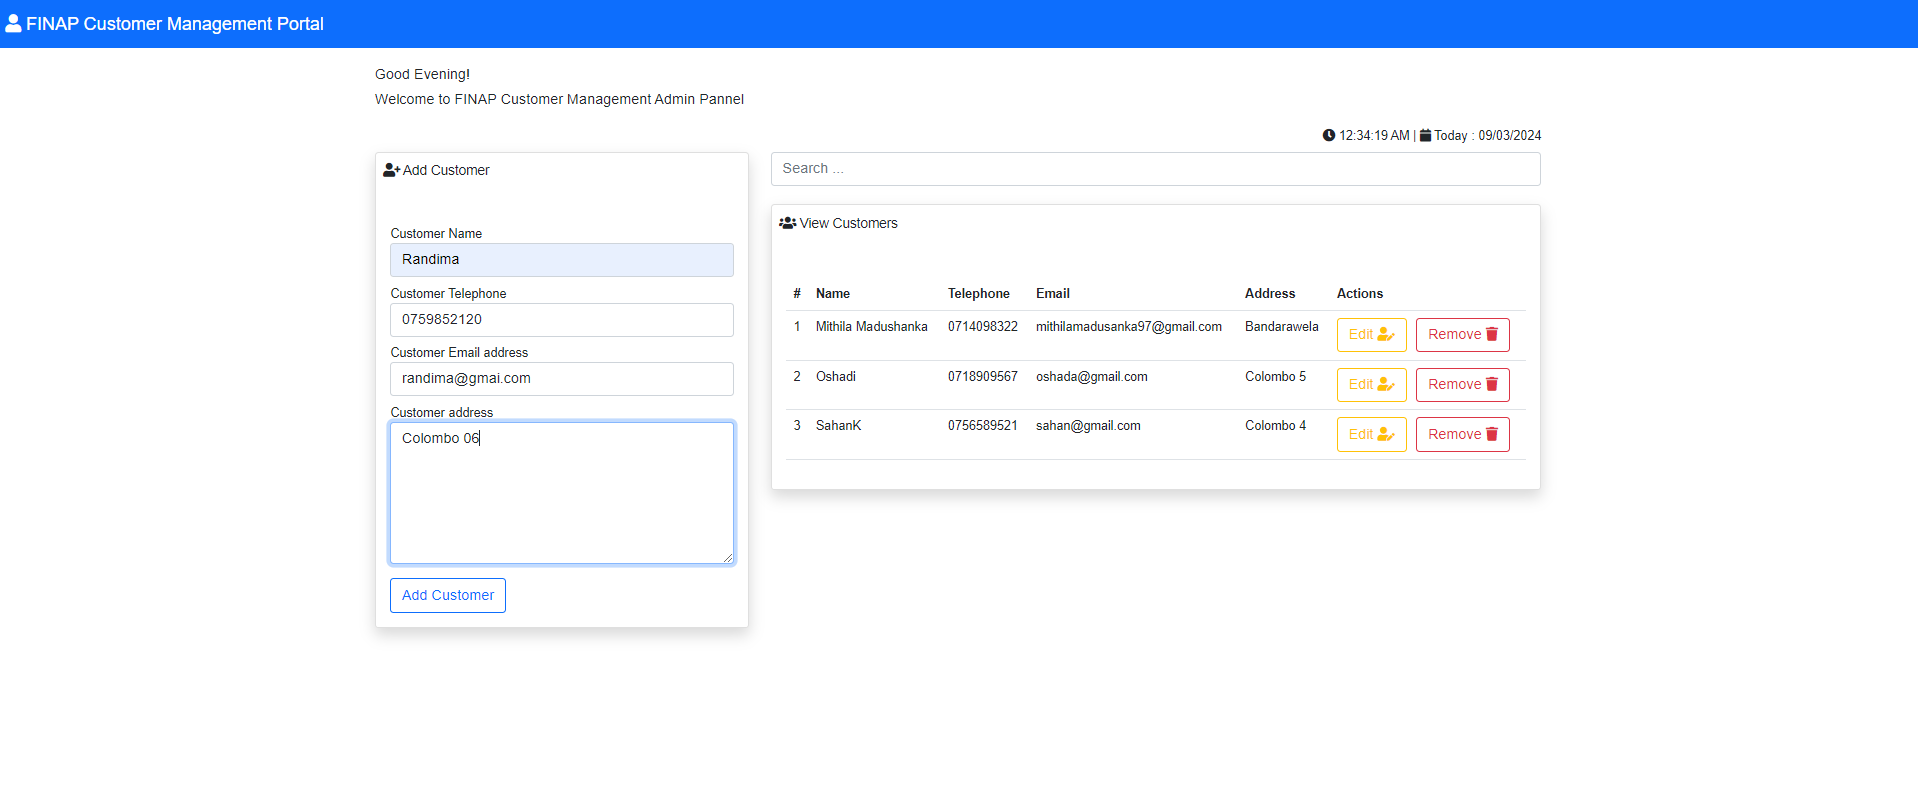 FINAP Customer Management Portal
Good Evening!
Welcome to FINAP Customer Management Admin Pannel
12:34:19 AM | Today : 09/03/2024
Add Customer
Customer Name
Randima
Customer Telephone
0759852120
Customer Email address
randima@gmai.com
Customer address
Colombo 06
Add Customer
Search ...
View Customers
# Name Telephone Email Address Actions
1 Mithila Madushanka 0714098322 mithilamadusanka97@gmail.com Bandarawela Edit Remove
2 Oshadi 0718909567 oshada@gmail.com Colombo 5 Edit Remove
3 SahanK 0756589521 sahan@gmail.com Colombo 4 Edit Remove